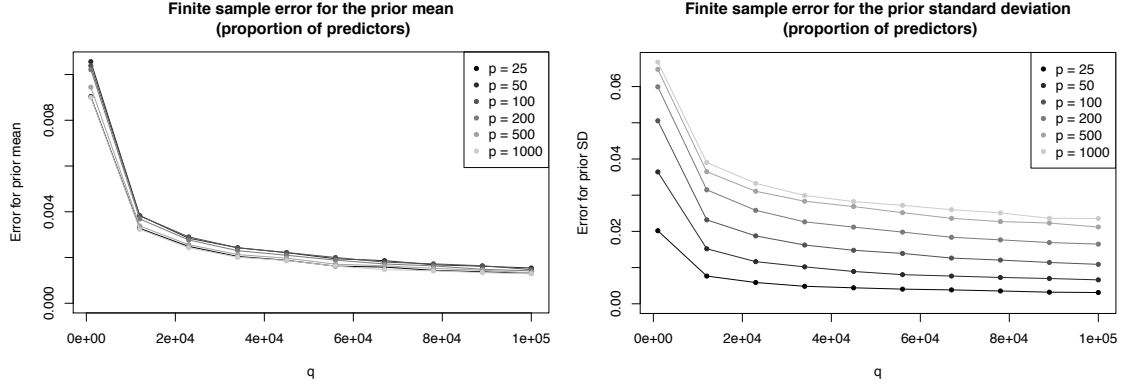 Finite sample error for the prior mean
(proportion of predictors)
Error for prior mean
0.000
0.004
0.008
0e+00
2e+04
4e+04
6e+04
8e+04
1e+05
q
p = 25
p = 50
p = 100
p = 200
p = 500
p = 1000
Finite sample error for the prior standard deviation
(proportion of predictors)
Error for prior SD
0.00
0.02
0.04
0.06
0e+00
2e+04
4e+04
6e+04
8e+04
1e+05
q
p = 25
p = 50
p = 100
p = 200
p = 500
p = 1000